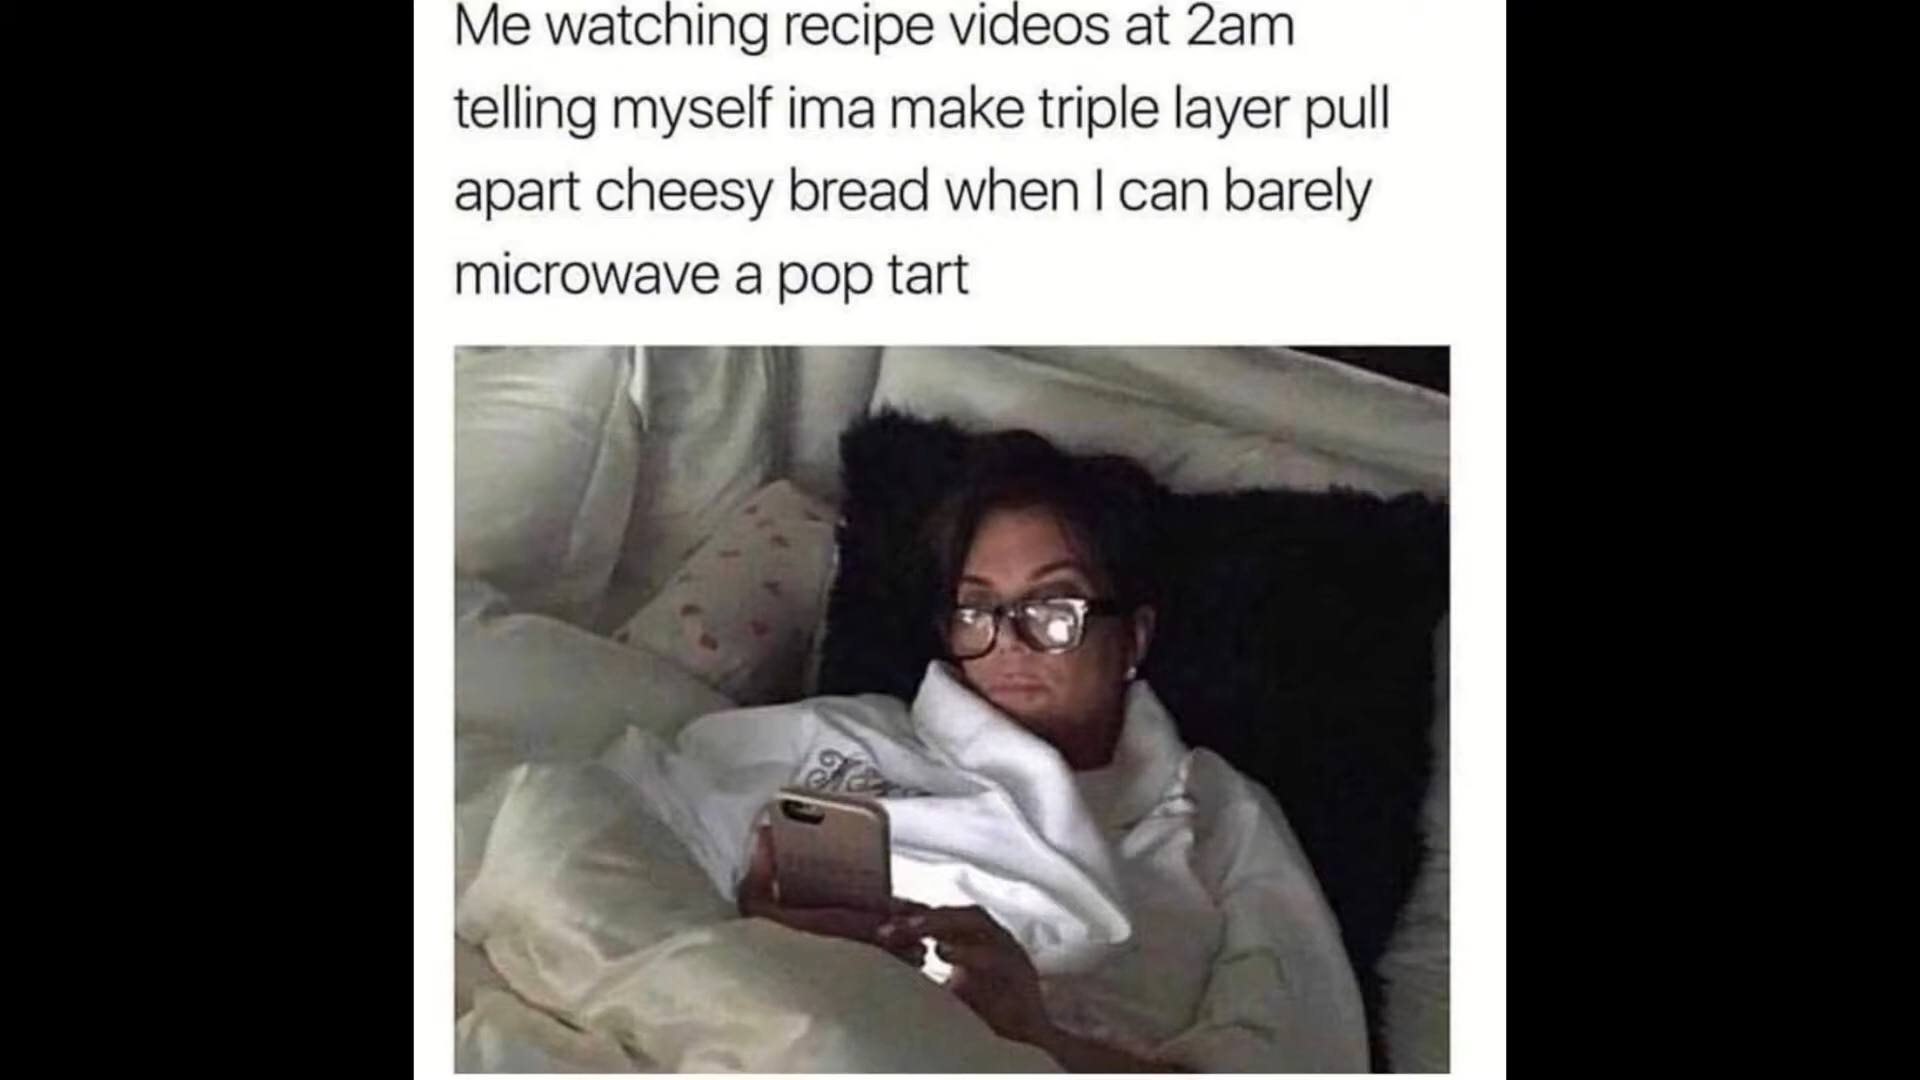 Me watching recipe videos at 2am
telling myself ima make triple layer pull
apart cheesy bread when I can barely
microwave a pop tart